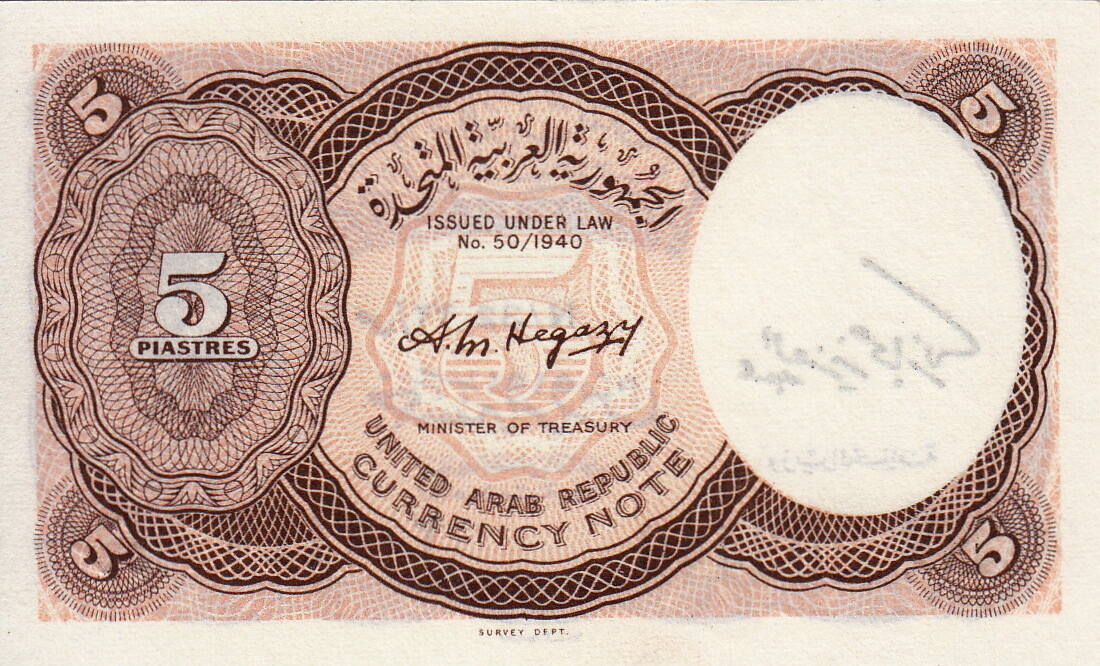 5
5
الجمهورية العربية المتحدة
ISSUED UNDER LAW
No. 50/1940
5
5
PIASTRES
A.M. Hegazy
MINISTER OF TREASURY
UNITED ARAB REPUBLIC
CURRENCY NOTE
5
5
SURVEY DEPT.